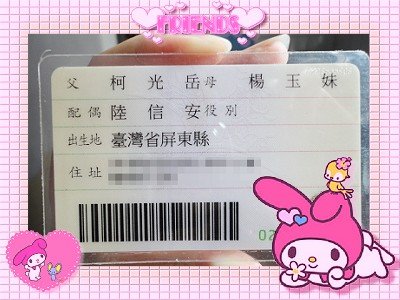 FRIENDS
父 柯光岳 母 楊玉妹
配偶 陸信安 役別
出生地 臺灣省屏東縣
住址
02